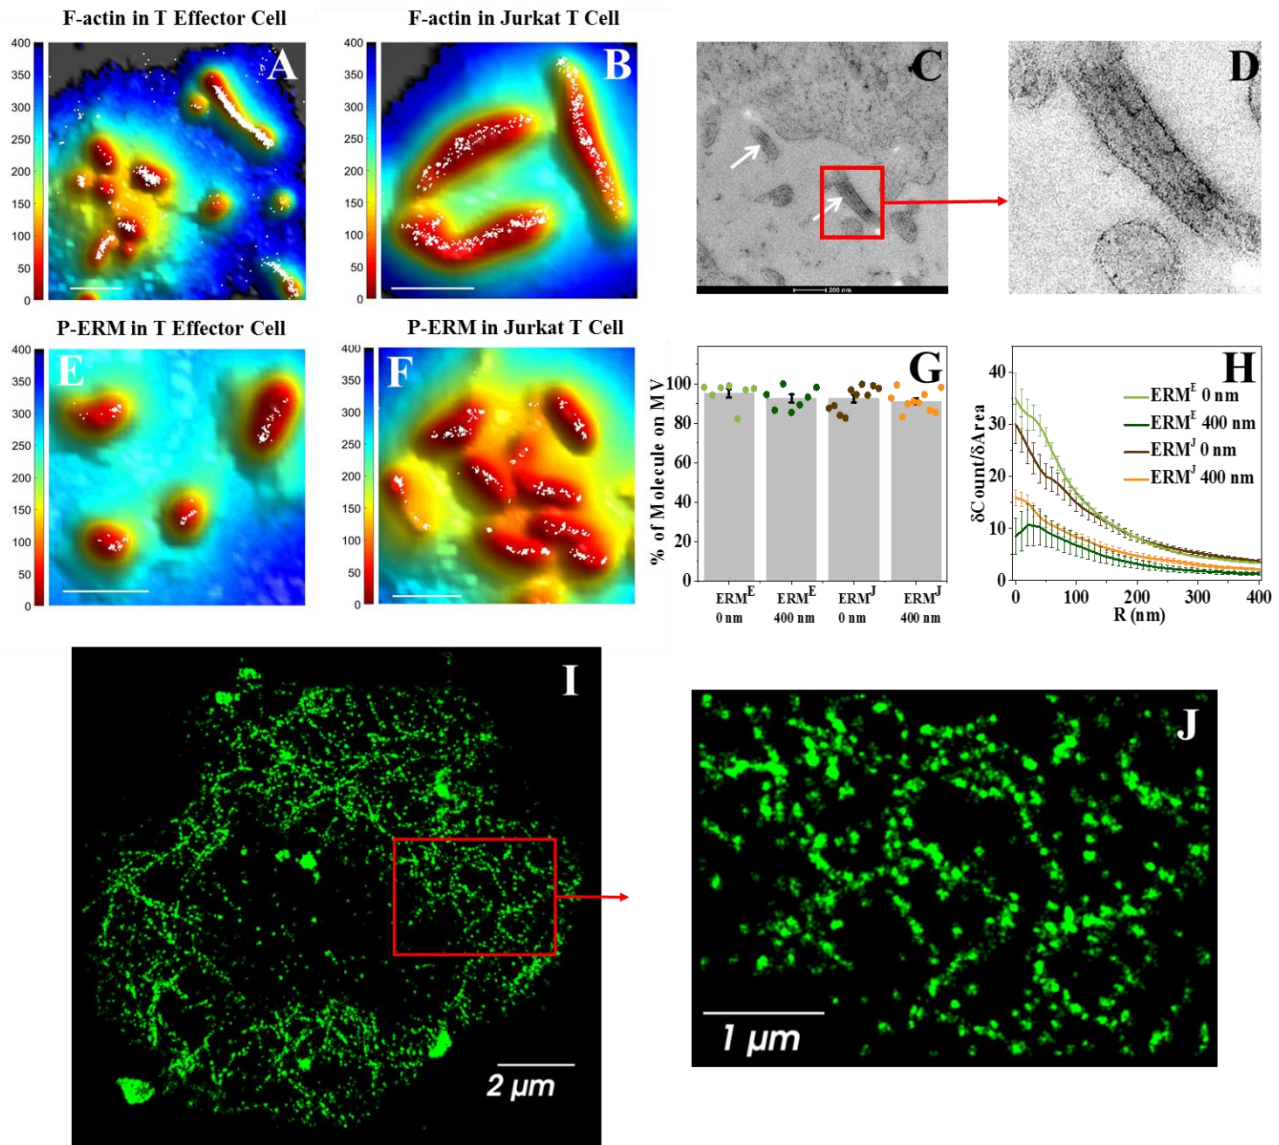 F-actin in T Effector Cell
F-actin in Jurkat T Cell
400
350
300
250
200
150
100
50
0
A
400
350
300
250
200
150
100
50
0
B
C
200 nm
D
P-ERM in T Effector Cell
P-ERM in Jurkat T Cell
400
350
300
250
200
150
100
50
0
E
400
350
300
250
200
150
100
50
0
F
% of Molecule on MV
100
80
60
40
20
0
G
ERM^E 0 nm
ERM^E 400 nm
ERM^J 0 nm
ERM^J 400 nm
δCount/δArea
40
30
20
10
0
H
ERM^E 0 nm
ERM^E 400 nm
ERM^J 0 nm
ERM^J 400 nm
0 100 200 300 400
R (nm)
I
2 µm
J
1 µm